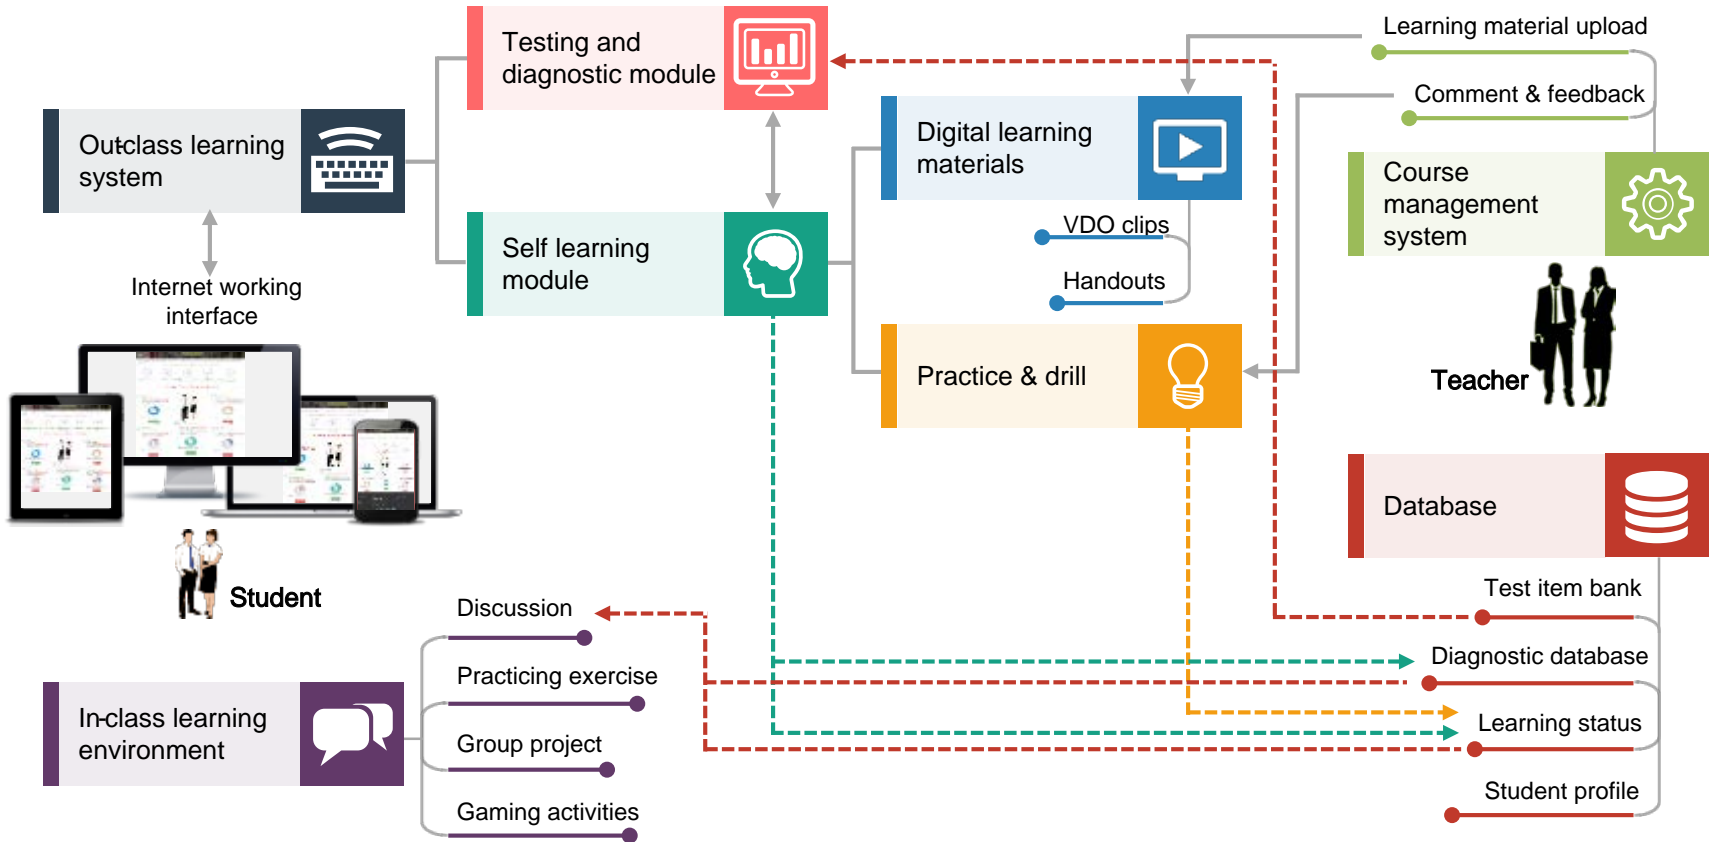 Testing and
diagnostic module
Learning material upload
Comment & feedback
Out-class learning
system
Digital learning
materials
Course
management
system
VDO clips
Self learning
module
Handouts
Internet working
interface
Practice & drill
Teacher
Database
Student
Test item bank
Discussion
Diagnostic database
Practicing exercise
In-class learning
environment
Learning status
Group project
Student profile
Gaming activities